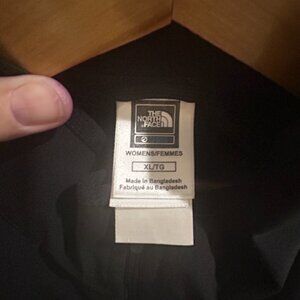 THE
NORTH
FACE
WOMENS/FEMMES
XL/TG
Made in Bangladesh
Fabriqué au Bangladesh